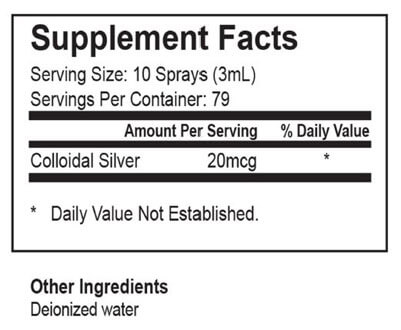 Supplement Facts
Serving Size: 10 Sprays (3mL)
Servings Per Container: 79
Amount Per Serving % Daily Value
Colloidal Silver 20mcg *
* Daily Value Not Established.
Other Ingredients
Deionized water